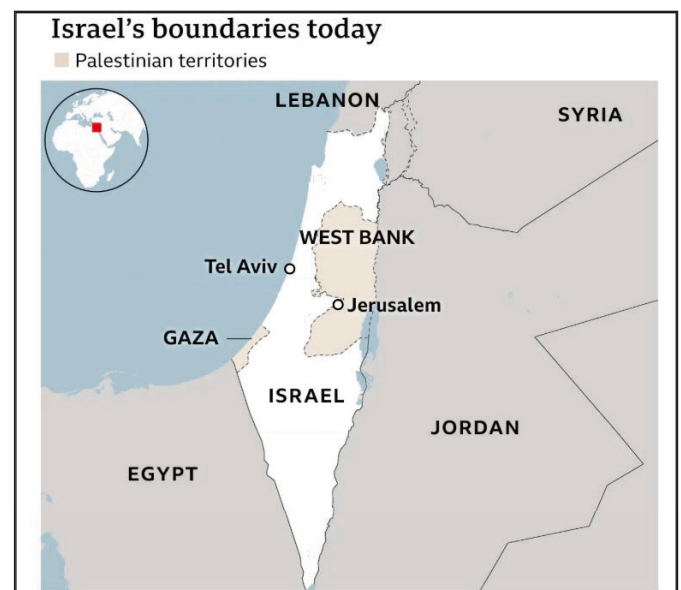 Israel's boundaries today
Palestinian territories
LEBANON
SYRIA
WEST BANK
Tel Aviv
Jerusalem
GAZA
ISRAEL
JORDAN
EGYPT